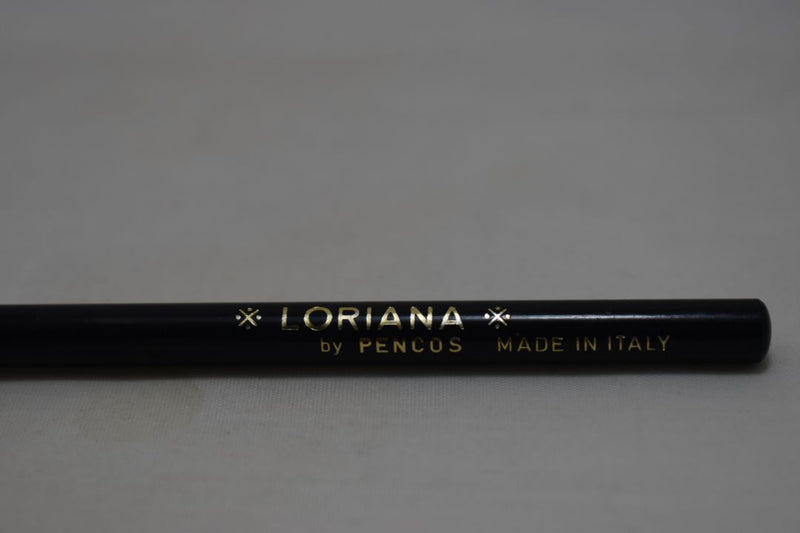 ※ LORIANA ※
by PENCOS MADE IN ITALY